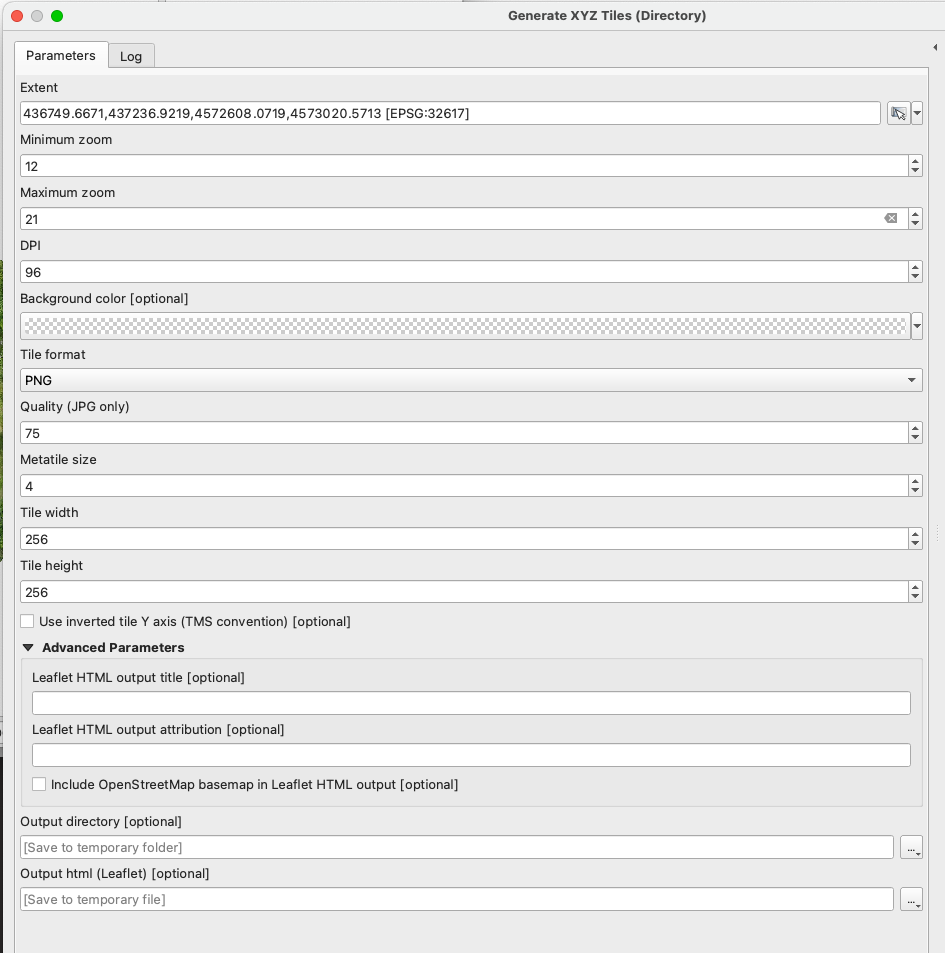 Generate XYZ Tiles (Directory)
Parameters
Log
Extent
436749.6671,437236.9219,4572608.0719,4573020.5713 [EPSG:32617]
Minimum zoom
12
Maximum zoom
21
DPI
96
Background color [optional]
Tile format
PNG
Quality (JPG only)
75
Metatile size
4
Tile width
256
Tile height
256
Use inverted tile Y axis (TMS convention) [optional]
Advanced Parameters
Leaflet HTML output title [optional]
Leaflet HTML output attribution [optional]
Include OpenStreetMap basemap in Leaflet HTML output [optional]
Output directory [optional]
[Save to temporary folder]
...
Output html (Leaflet) [optional]
[Save to temporary file]
...